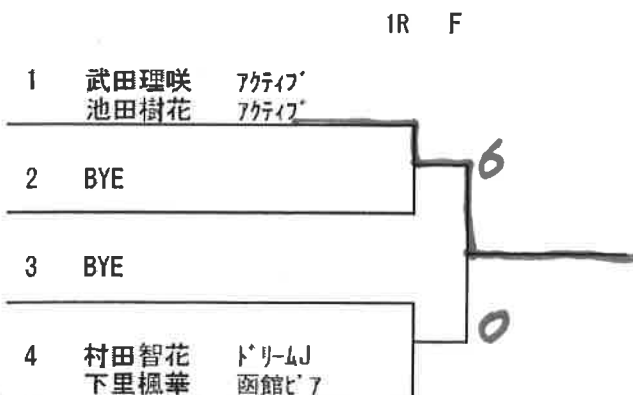 1R F
1 武田理咲 アクティブ
池田樹花 アクティブ
2 BYE
6
3 BYE
0
4 村田智花 ドリームJ
下里楓華 函館ピア